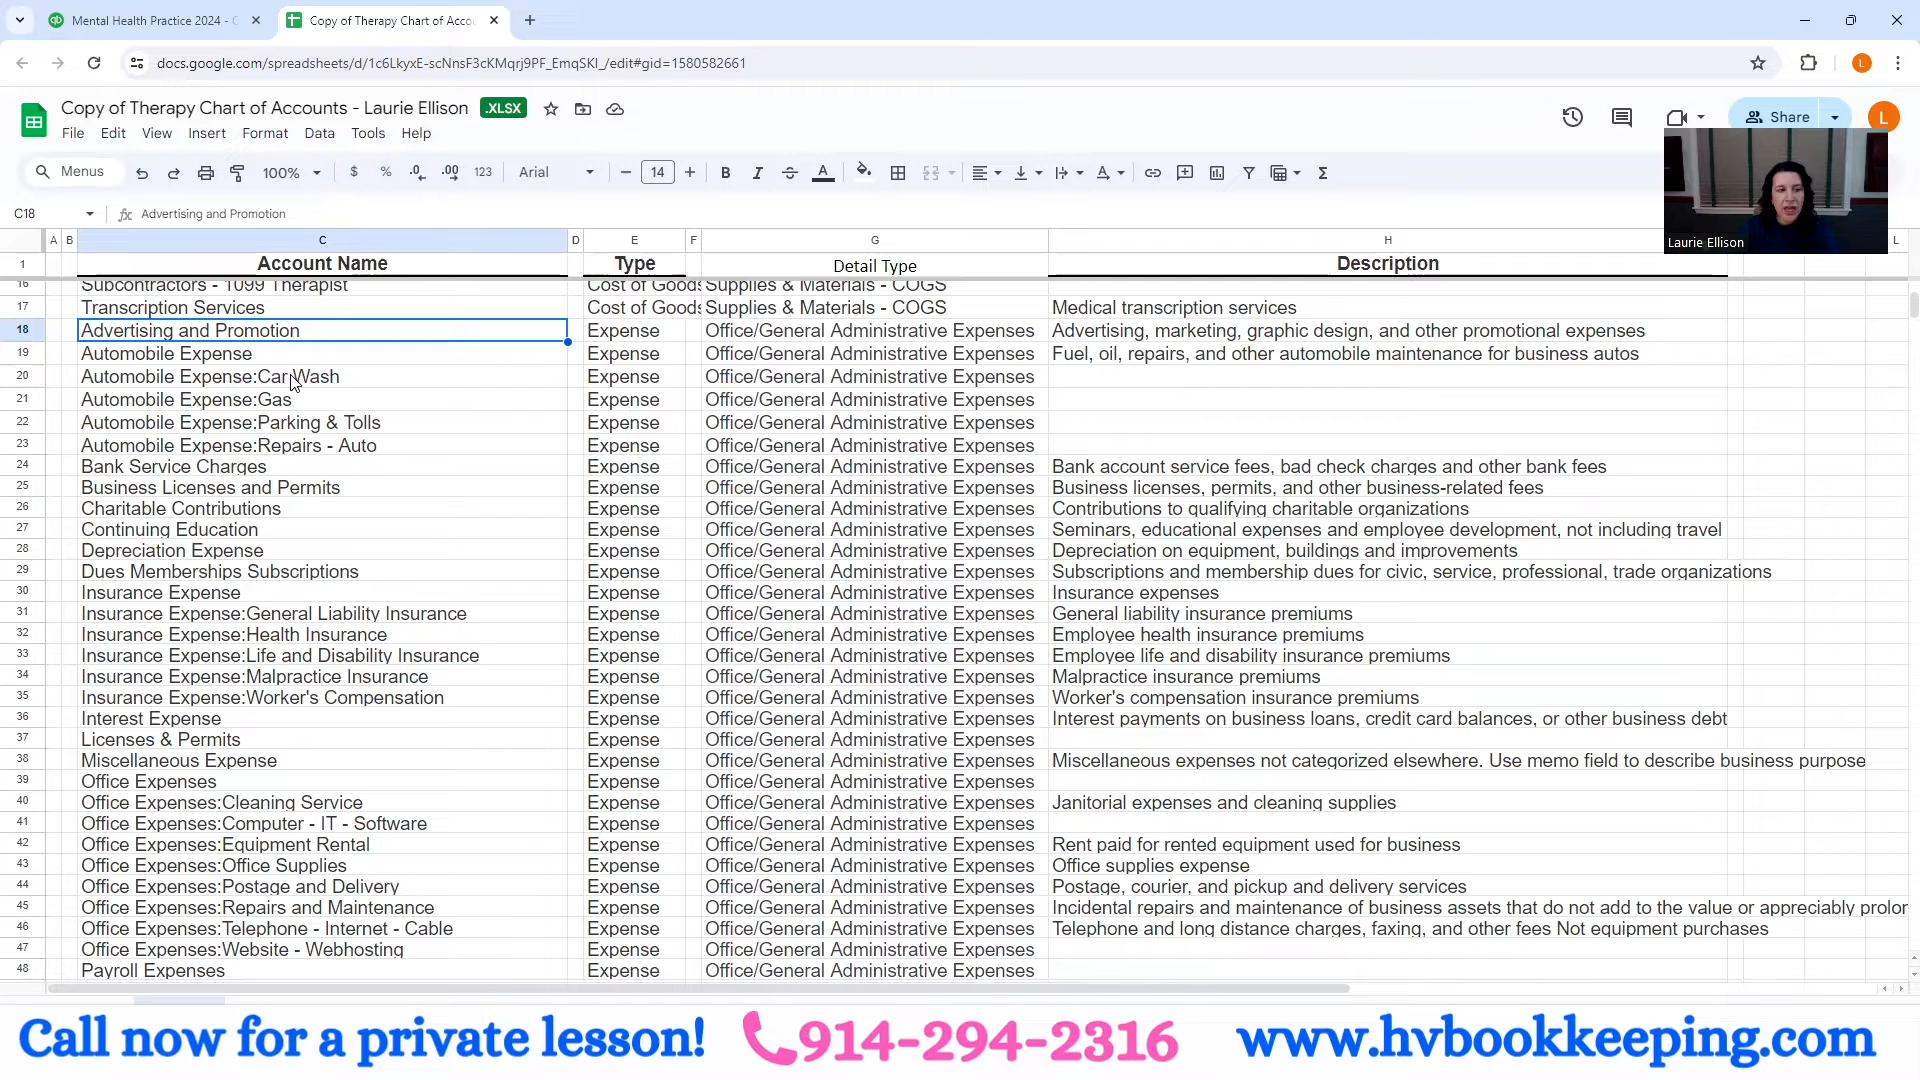 Mental Health Practice 2024 -
Copy of Therapy Chart of Accou
docs.google.com/spreadsheets/d/1c6LkyxE-scNnsF3cKMqrj9PF_EmqSKI_/edit#gid=1580582661
L
Copy of Therapy Chart of Accounts - Laurie Ellison .XLSX
File Edit View Insert Format Data Tools Help
Share
L
Menus 100% $ % .0 .00 123 Arial 14 B I A
C18 fx Advertising and Promotion
Laurie Ellison
A B C D E F G H L
1 Account Name Type Detail Type Description
16 Subcontractors - 1099 Therapist Cost of Goods Supplies & Materials - COGS
17 Transcription Services Cost of Goods Supplies & Materials - COGS Medical transcription services
18 Advertising and Promotion Expense Office/General Administrative Expenses Advertising, marketing, graphic design, and other promotional expenses
19 Automobile Expense Expense Office/General Administrative Expenses Fuel, oil, repairs, and other automobile maintenance for business autos
20 Automobile Expense:Car Wash Expense Office/General Administrative Expenses
21 Automobile Expense:Gas Expense Office/General Administrative Expenses
22 Automobile Expense:Parking & Tolls Expense Office/General Administrative Expenses
23 Automobile Expense:Repairs - Auto Expense Office/General Administrative Expenses
24 Bank Service Charges Expense Office/General Administrative Expenses Bank account service fees, bad check charges and other bank fees
25 Business Licenses and Permits Expense Office/General Administrative Expenses Business licenses, permits, and other business-related fees
26 Charitable Contributions Expense Office/General Administrative Expenses Contributions to qualifying charitable organizations
27 Continuing Education Expense Office/General Administrative Expenses Seminars, educational expenses and employee development, not including travel
28 Depreciation Expense Expense Office/General Administrative Expenses Depreciation on equipment, buildings and improvements
29 Dues Memberships Subscriptions Expense Office/General Administrative Expenses Subscriptions and membership dues for civic, service, professional, trade organizations
30 Insurance Expense Expense Office/General Administrative Expenses Insurance expenses
31 Insurance Expense:General Liability Insurance Expense Office/General Administrative Expenses General liability insurance premiums
32 Insurance Expense:Health Insurance Expense Office/General Administrative Expenses Employee health insurance premiums
33 Insurance Expense:Life and Disability Insurance Expense Office/General Administrative Expenses Employee life and disability insurance premiums
34 Insurance Expense:Malpractice Insurance Expense Office/General Administrative Expenses Malpractice insurance premiums
35 Insurance Expense:Worker's Compensation Expense Office/General Administrative Expenses Worker's compensation insurance premiums
36 Interest Expense Expense Office/General Administrative Expenses Interest payments on business loans, credit card balances, or other business debt
37 Licenses & Permits Expense Office/General Administrative Expenses
38 Miscellaneous Expense Expense Office/General Administrative Expenses Miscellaneous expenses not categorized elsewhere. Use memo field to describe business purpose
39 Office Expenses Expense Office/General Administrative Expenses
40 Office Expenses:Cleaning Service Expense Office/General Administrative Expenses Janitorial expenses and cleaning supplies
41 Office Expenses:Computer - IT - Software Expense Office/General Administrative Expenses
42 Office Expenses:Equipment Rental Expense Office/General Administrative Expenses Rent paid for rented equipment used for business
43 Office Expenses:Office Supplies Expense Office/General Administrative Expenses Office supplies expense
44 Office Expenses:Postage and Delivery Expense Office/General Administrative Expenses Postage, courier, and pickup and delivery services
45 Office Expenses:Repairs and Maintenance Expense Office/General Administrative Expenses Incidental repairs and maintenance of business assets that do not add to the value or appreciably prolon
46 Office Expenses:Telephone - Internet - Cable Expense Office/General Administrative Expenses Telephone and long distance charges, faxing, and other fees Not equipment purchases
47 Office Expenses:Website - Webhosting Expense Office/General Administrative Expenses
48 Payroll Expenses Expense Office/General Administrative Expenses
Call now for a private lesson! 914-294-2316 www.hvbookkeeping.com